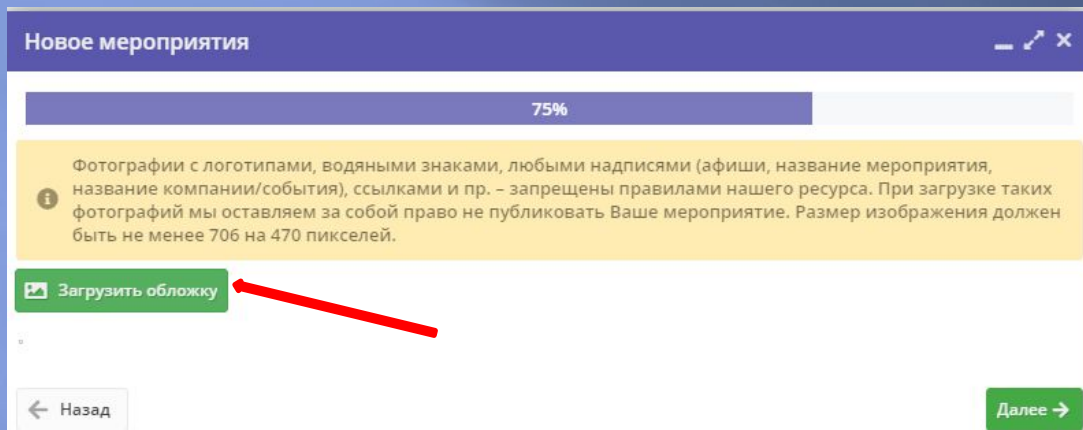 Новое мероприятия
75%
Фотографии с логотипами, водяными знаками, любыми надписями (афиши, название мероприятия,
название компании/события), ссылками и пр. – запрещены правилами нашего ресурса. При загрузке таких
фотографий мы оставляем за собой право не публиковать Ваше мероприятие. Размер изображения должен
быть не менее 706 на 470 пикселей.
Загрузить обложку
Назад
Далее